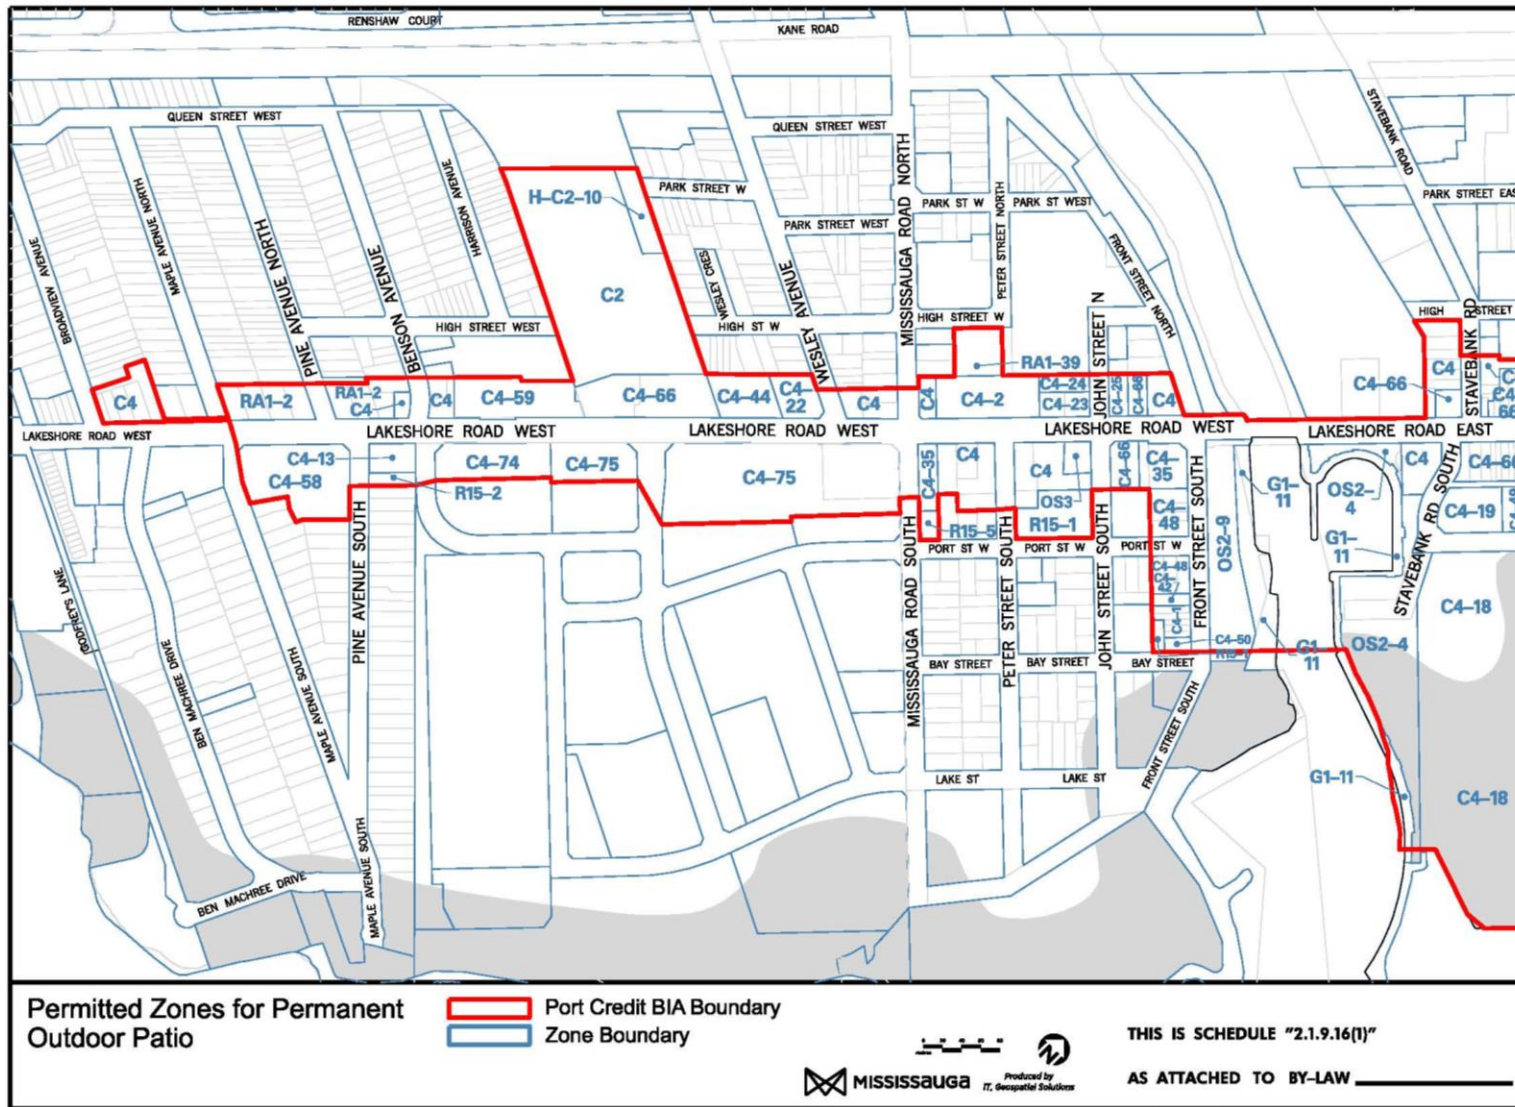 RENSHAW COURT
KANE ROAD
QUEEN STREET WEST
QUEEN STREET WEST
STAVEBANK ROAD
BROADVIEW AVENUE
MAPLE AVENUE NORTH
PINE AVENUE NORTH
BENSON AVENUE
HARRISON AVENUE
H-C2-10
PARK STREET W
PARK STREET WEST
WESLEY CRES
WESLEY AVENUE
MISSISSAUGA ROAD NORTH
PARK ST W
PARK ST WEST
PETER STREET NORTH
FRONT STREET NORTH
PARK STREET EAS
C2
HIGH STREET WEST
HIGH ST W
HIGH STREET W
JOHN STREET N
HIGH STREET
STAVEBANK RD
C4
RA1-2
RA1-2
C4
C4
C4-59
C4-66
C4-44
C4-22
C4
C4
C4-2
RA1-39
C4-24
C4-23
C4-25
C4-66
C4
C4-66
C4
C4-66
LAKESHORE ROAD WEST
LAKESHORE ROAD WEST
LAKESHORE ROAD WEST
LAKESHORE ROAD WEST
LAKESHORE ROAD EAST
C4-13
C4-58
R15-2
C4-74
C4-75
C4-75
C4-35
C4
C4
OS3
C4-66
C4-35
C4-48
R15-5
R15-1
PORT ST W
PORT ST W
PORT ST W
OS2-9
G1-11
OS2-4
G1-11
C4
C4-66
C4-19
C4-48
STAVEBANK RD SOUTH
C4-48
C4-42
C4-1
C4-50
G1-11
OS2-4
C4-18
GODFREY'S LANE
BEN MACHREE DRIVE
MAPLE AVENUE SOUTH
PINE AVENUE SOUTH
MISSISSAUGA ROAD SOUTH
PETER STREET SOUTH
JOHN STREET SOUTH
FRONT STREET SOUTH
BAY STREET
BAY STREET
BAY STREET
FRONT STREET SOUTH
LAKE ST
LAKE ST
G1-11
C4-18
BEN MACHREE DRIVE
MAPLE AVENUE SOUTH
Permitted Zones for Permanent
Outdoor Patio
Port Credit BIA Boundary
Zone Boundary
MISSISSAUGA
Produced by
IT, Geospatial Solutions
THIS IS SCHEDULE "2.1.9.16(1)"
AS ATTACHED TO BY-LAW